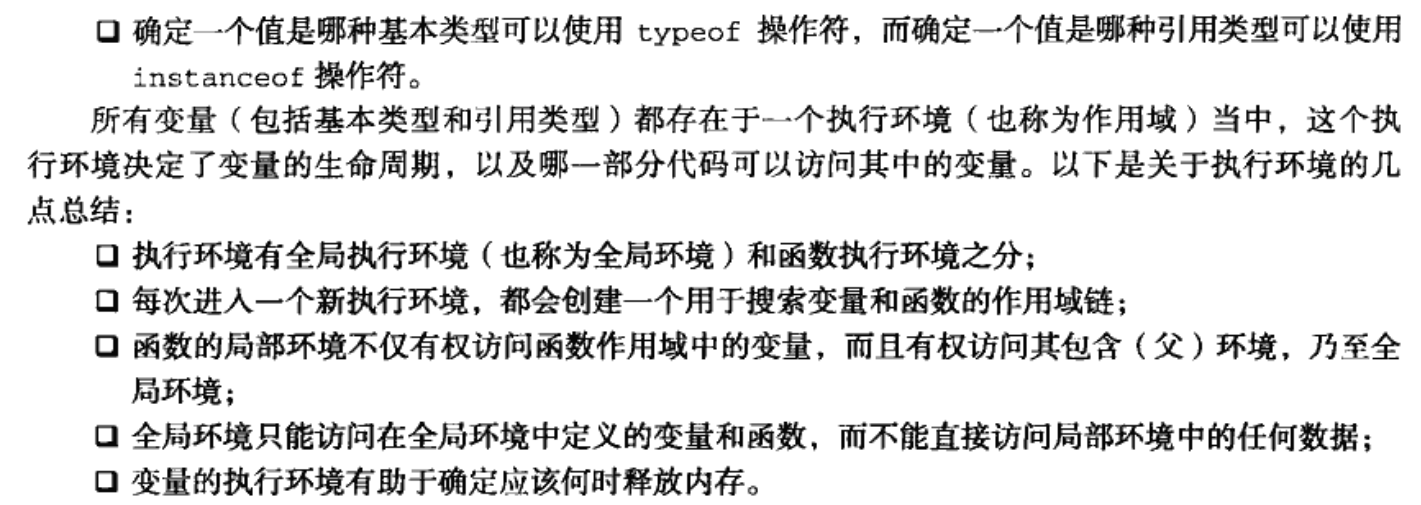 ❑ 确定一个值是哪种基本类型可以使用 typeof 操作符，而确定一个值是哪种引用类型可以使用
instanceof 操作符。
所有变量（包括基本类型和引用类型）都存在于一个执行环境（也称为作用域）当中，这个执
行环境决定了变量的生命周期，以及哪一部分代码可以访问其中的变量。以下是关于执行环境的几
点总结：
❑ 执行环境有全局执行环境（也称为全局环境）和函数执行环境之分；
❑ 每次进入一个新执行环境，都会创建一个用于搜索变量和函数的作用域链；
❑ 函数的局部环境不仅有权访问函数作用域中的变量，而且有权访问其包含（父）环境，乃至全
局环境；
❑ 全局环境只能访问在全局环境中定义的变量和函数，而不能直接访问局部环境中的任何数据；
❑ 变量的执行环境有助于确定应该何时释放内存。